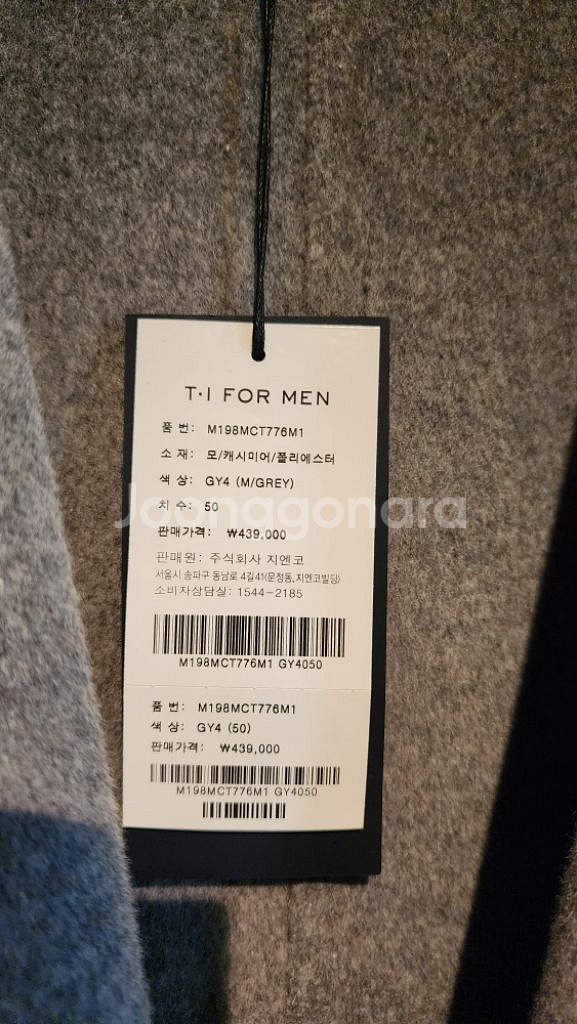 T·I FOR MEN
품 번: M198MCT776M1
소 재: 모/캐시미어/폴리에스터
색 상: GY4 (M/GREY)
치 수: 50
Joonggonara
판매가격: ₩439,000
판매원: 주식회사 지엔코
서울시 송파구 동남로 4길41(문정동,지엔코빌딩)
소비자상담실: 1544-2185
M198MCT776M1 GY4050
품 번: M198MCT776M1
색 상: GY4 (50)
판매가격: ₩439,000
M198MCT776M1 GY4050